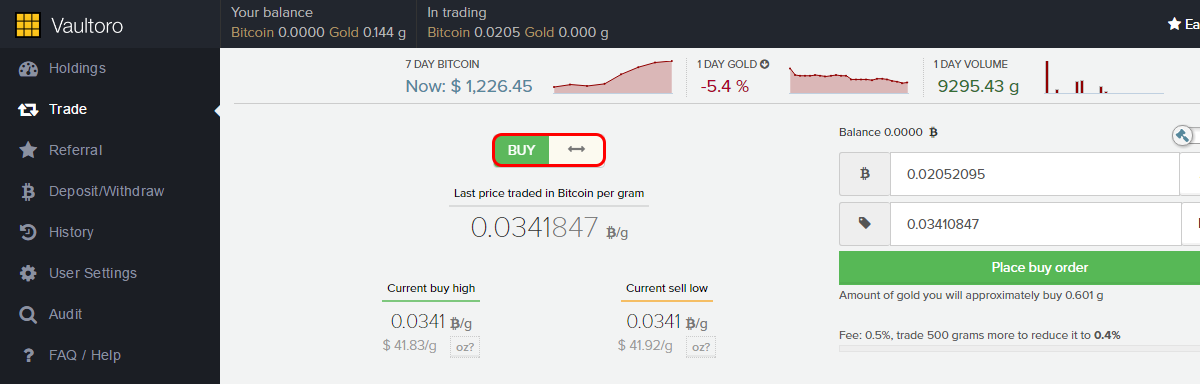 Vaultoro
Your balance
Bitcoin 0.0000 Gold 0.144 g
In trading
Bitcoin 0.0205 Gold 0.000 g
Holdings
Trade
Referral
Deposit/Withdraw
History
User Settings
Audit
FAQ / Help
7 DAY BITCOIN
Now: $ 1,226.45
1 DAY GOLD
-5.4 %
1 DAY VOLUME
9295.43 g
BUY
Last price traded in Bitcoin per gram
0.0341847 ₿/g
Current buy high
0.0341 ₿/g
$ 41.83/g oz?
Current sell low
0.0341 ₿/g
$ 41.92/g oz?
Balance 0.0000 ₿
₿ 0.02052095
0.03410847
Place buy order
Amount of gold you will approximately buy 0.601 g
Fee: 0.5%, trade 500 grams more to reduce it to 0.4%